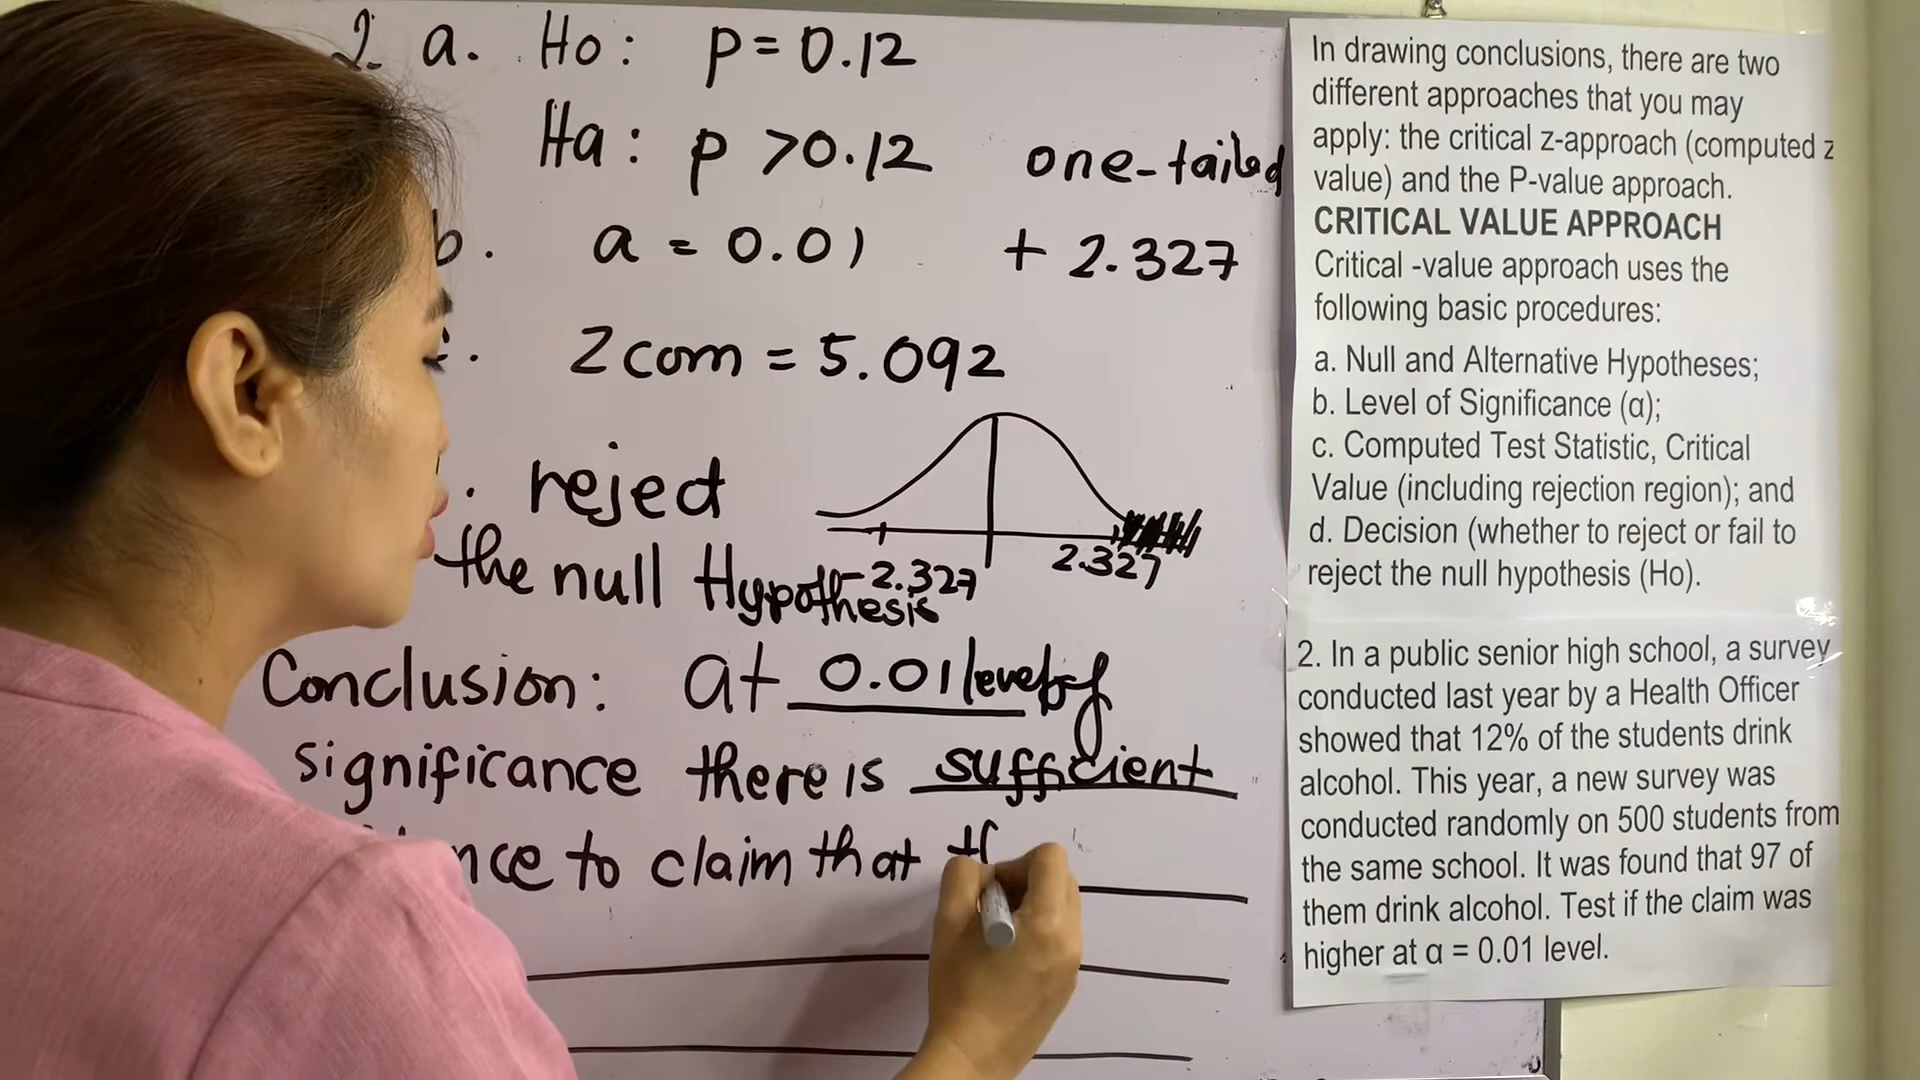 2. a. Ho: p = 0.12
Ha: p > 0.12 one-tailed
b. a = 0.01 + 2.327
. Zcom = 5.092
. reject
the null Hypothesis
-2.327 2.327
Conclusion: at 0.01 level of
significance there is sufficient
nce to claim that th
In drawing conclusions, there are two
different approaches that you may
apply: the critical z-approach (computed z
value) and the P-value approach.
CRITICAL VALUE APPROACH
Critical -value approach uses the
following basic procedures:
a. Null and Alternative Hypotheses;
b. Level of Significance (α);
c. Computed Test Statistic, Critical
Value (including rejection region); and
d. Decision (whether to reject or fail to
reject the null hypothesis (Ho).
2. In a public senior high school, a survey
conducted last year by a Health Officer
showed that 12% of the students drink
alcohol. This year, a new survey was
conducted randomly on 500 students from
the same school. It was found that 97 of
them drink alcohol. Test if the claim was
higher at α = 0.01 level.